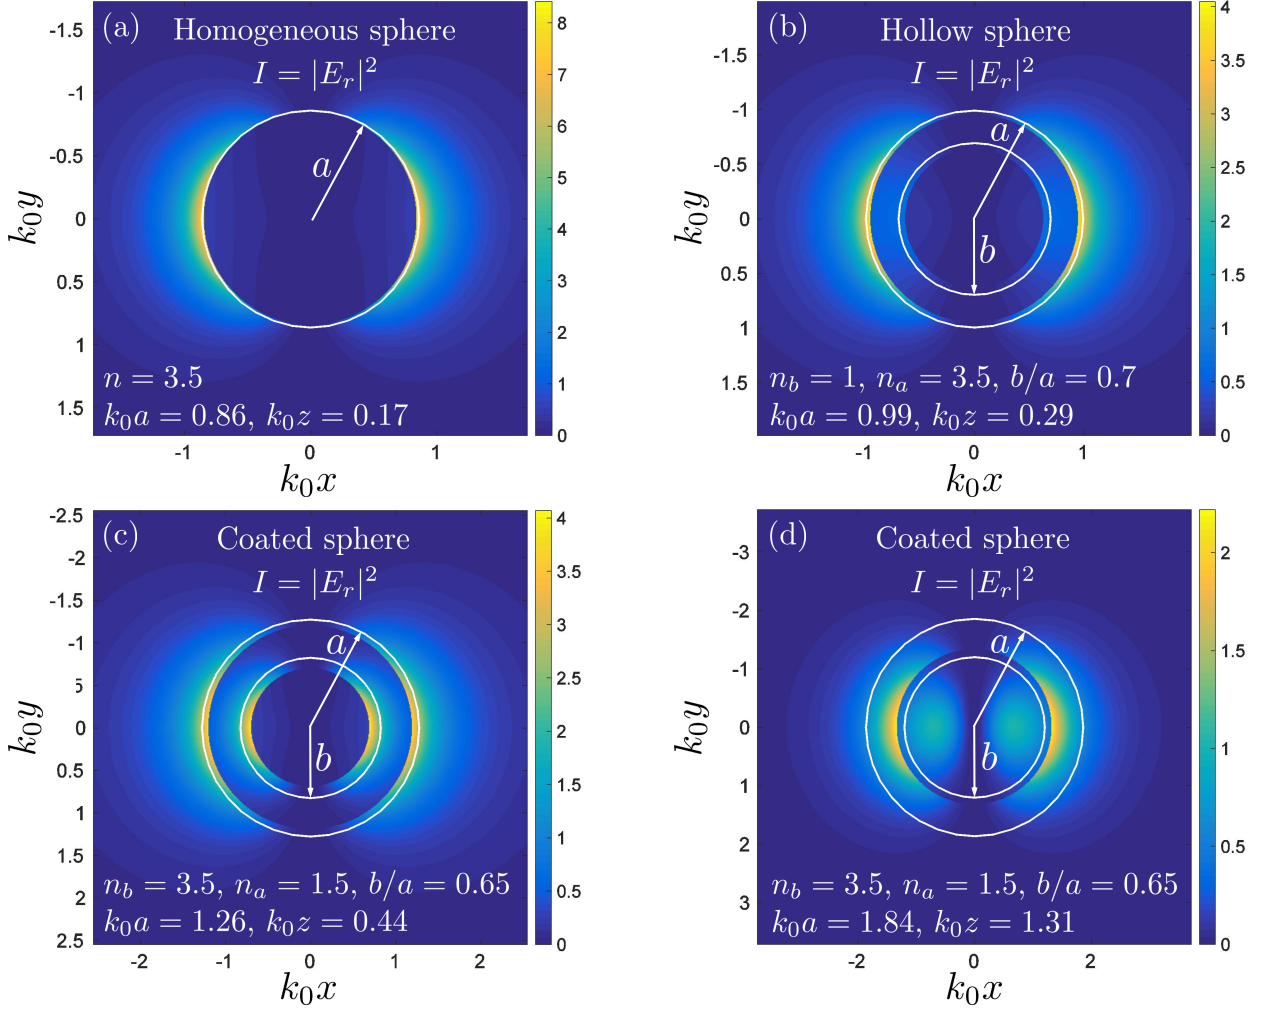 (a) Homogeneous sphere
I = |E_r|^2
a
n = 3.5
k_0a = 0.86, k_0z = 0.17
-1.5
-1
-0.5
0
0.5
1
1.5
k_0y
-1 0 1
k_0x
8
7
6
5
4
3
2
1
0
(b) Hollow sphere
I = |E_r|^2
a
b
n_b = 1, n_a = 3.5, b/a = 0.7
k_0a = 0.99, k_0z = 0.29
-1.5
-1
-0.5
0
0.5
1
1.5
k_0y
-1 0 1
k_0x
4
3.5
3
2.5
2
1.5
1
0.5
0
(c) Coated sphere
I = |E_r|^2
a
b
n_b = 3.5, n_a = 1.5, b/a = 0.65
k_0a = 1.26, k_0z = 0.44
-2.5
-2
-1.5
-1
5
0
0.5
1
1.5
2
2.5
k_0y
-2 -1 0 1 2
k_0x
4
3.5
3
2.5
2
1.5
1
0.5
0
(d) Coated sphere
I = |E_r|^2
a
b
n_b = 3.5, n_a = 1.5, b/a = 0.65
k_0a = 1.84, k_0z = 1.31
-3
-2
-1
0
1
2
3
k_0y
-2 0 2
k_0x
2
1.5
1
0.5
0